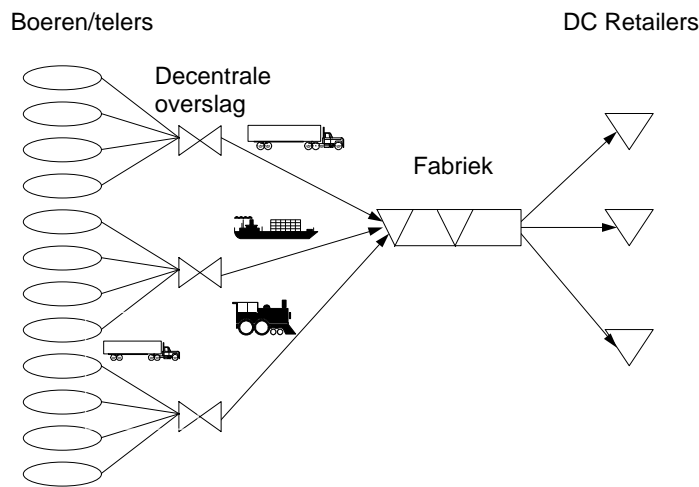 Boeren/telers
DC Retailers
Decentrale
overslag
Fabriek